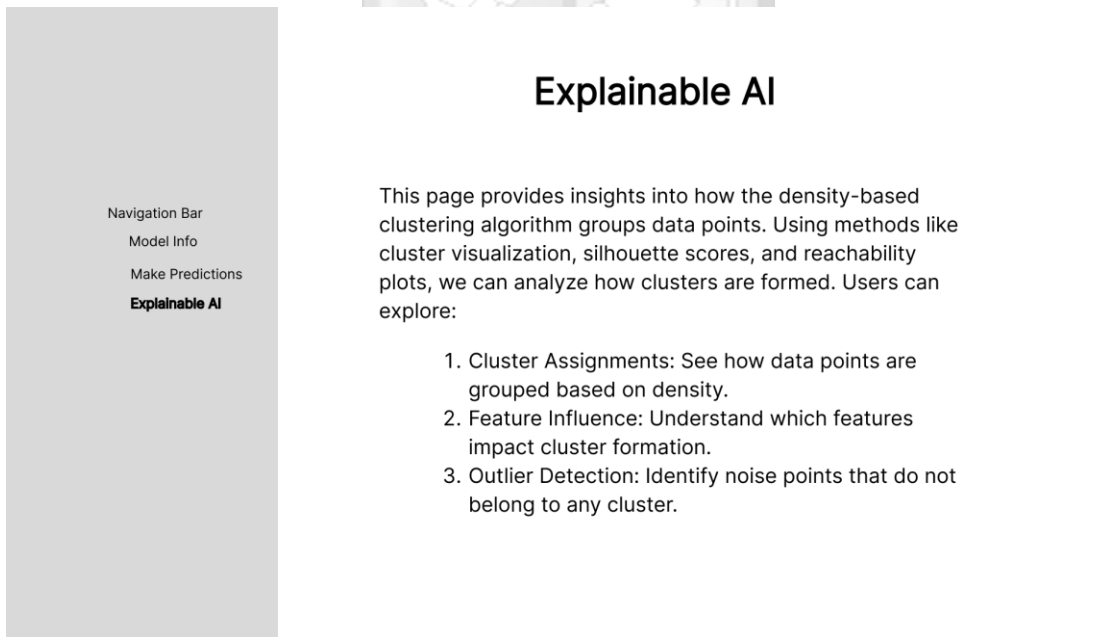 Navigation Bar
Model Info
Make Predictions
Explainable AI
Explainable AI
This page provides insights into how the density-based
clustering algorithm groups data points. Using methods like
cluster visualization, silhouette scores, and reachability
plots, we can analyze how clusters are formed. Users can
explore:
1. Cluster Assignments: See how data points are
grouped based on density.
2. Feature Influence: Understand which features
impact cluster formation.
3. Outlier Detection: Identify noise points that do not
belong to any cluster.